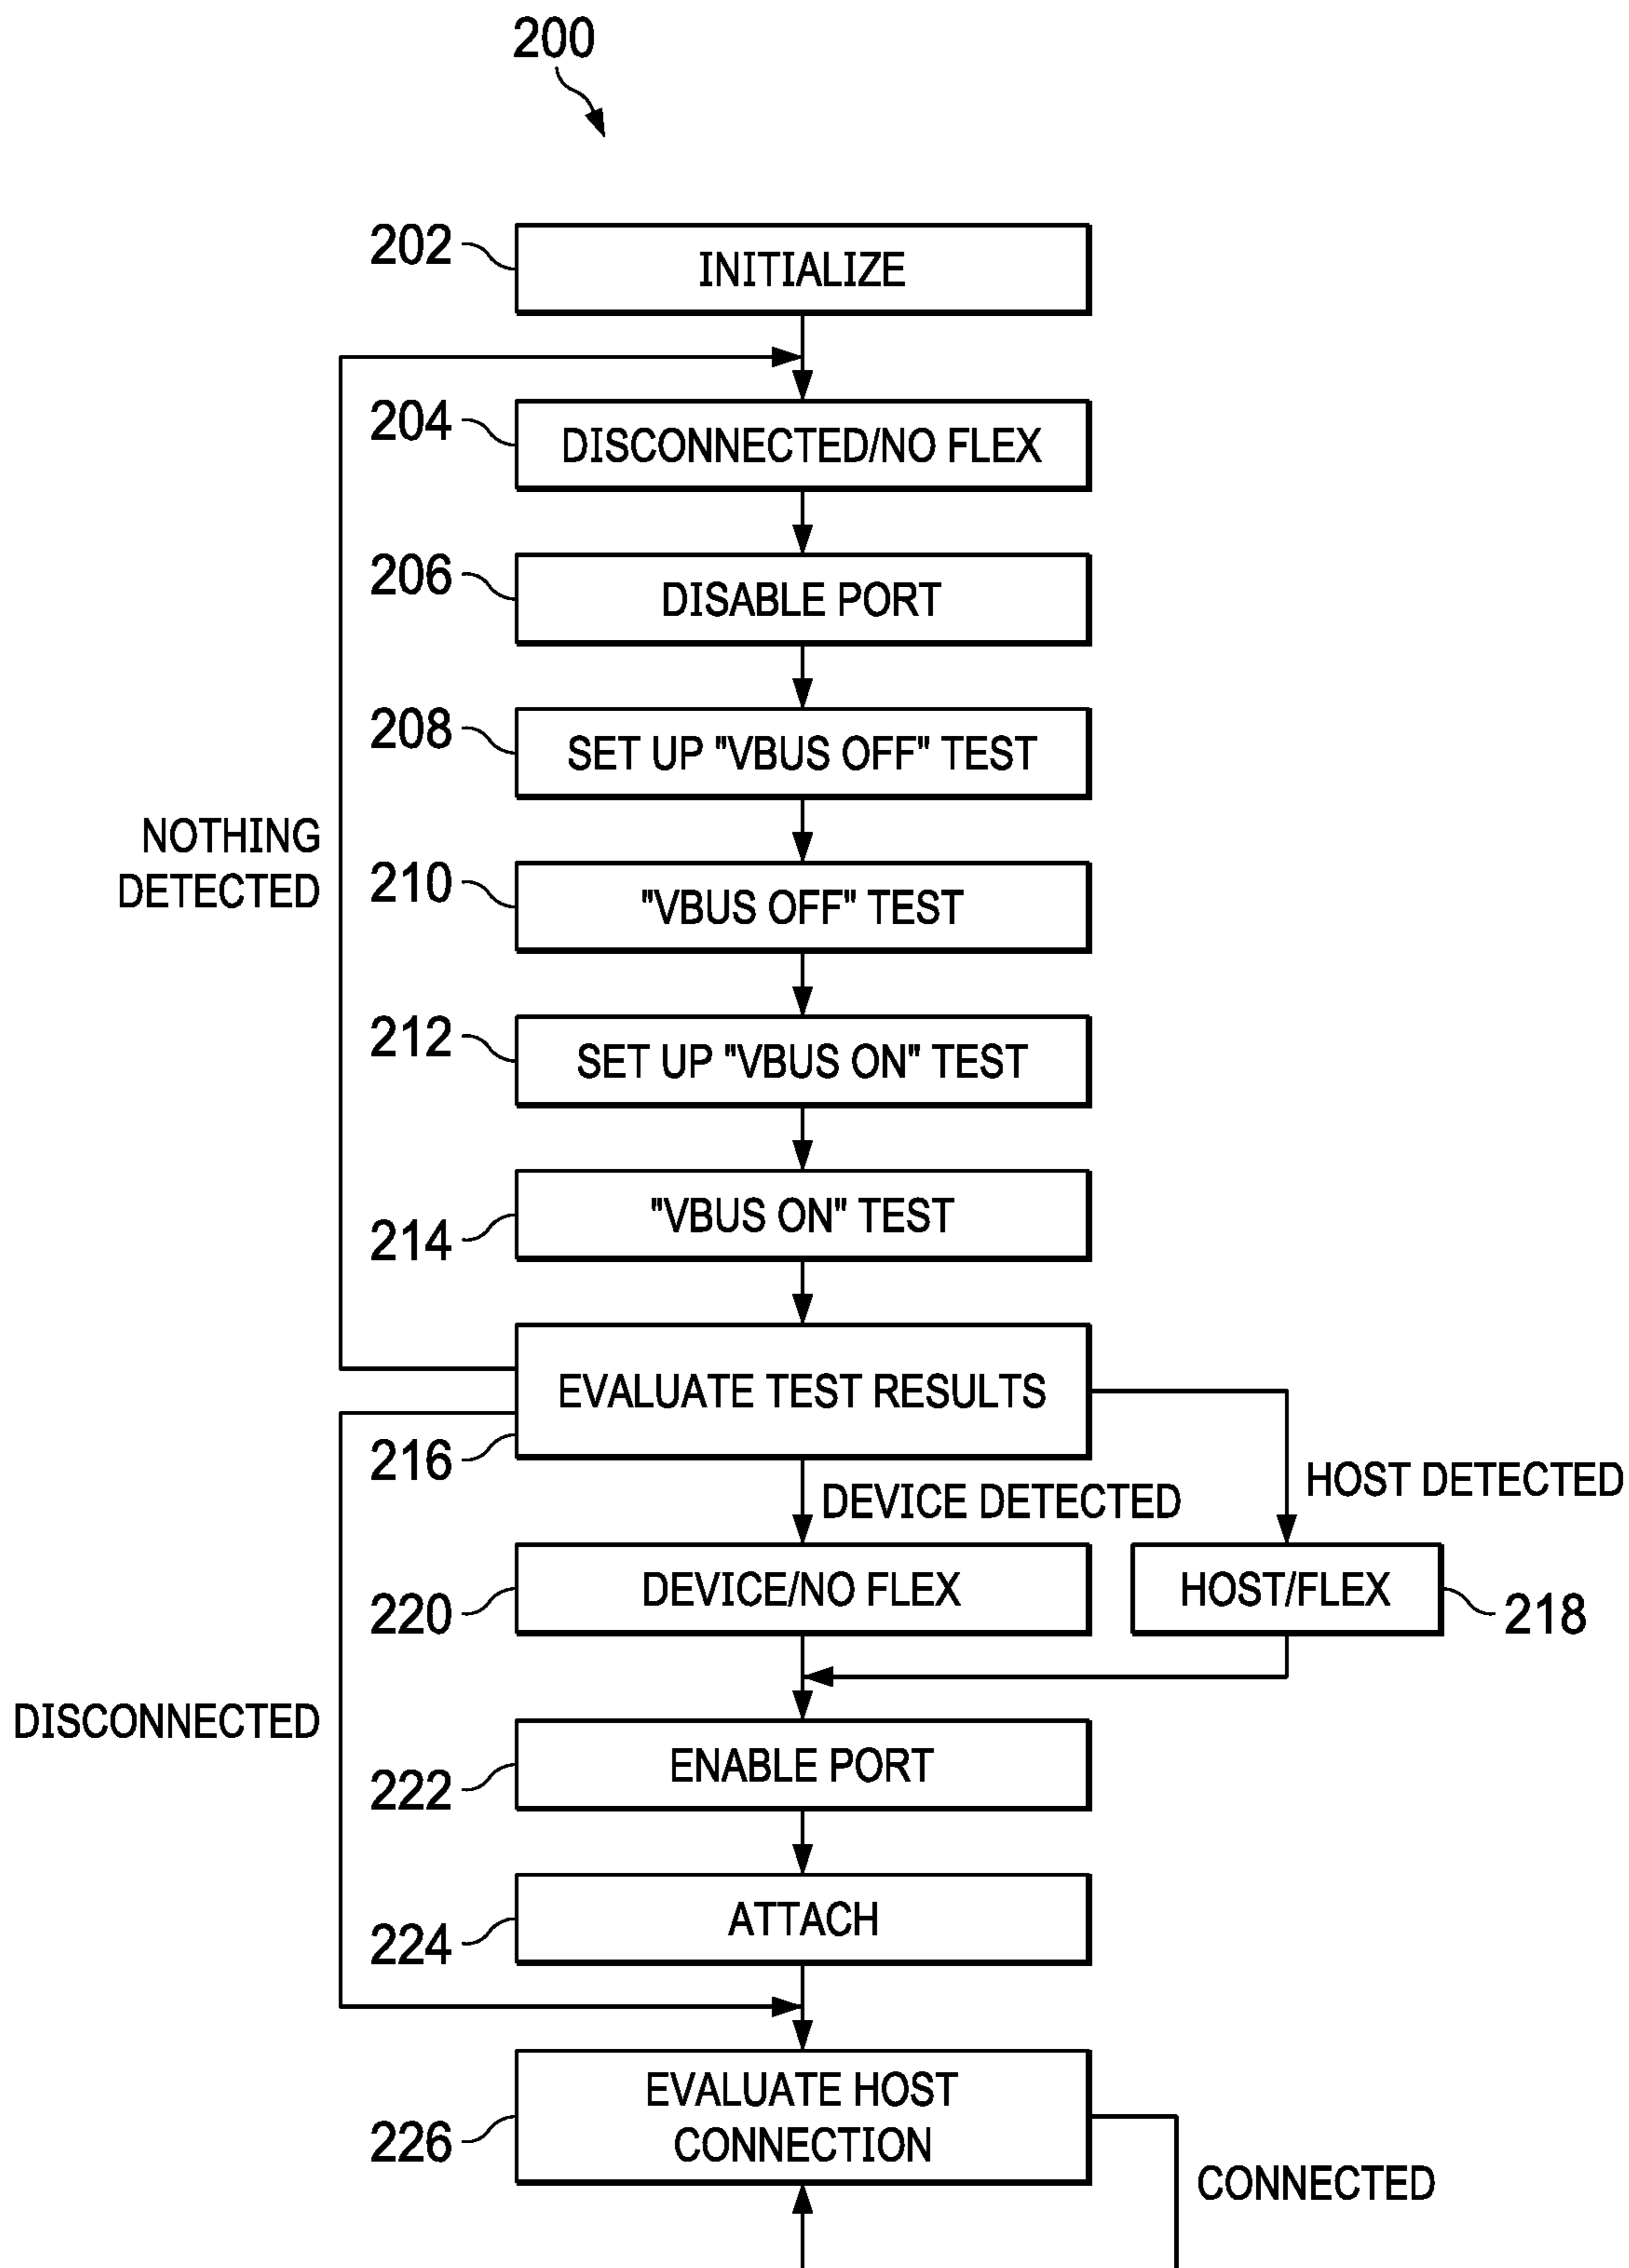 200
202
INITIALIZE
204
DISCONNECTED/NO FLEX
206
DISABLE PORT
208
SET UP "VBUS OFF" TEST
NOTHING
DETECTED
210
"VBUS OFF" TEST
212
SET UP "VBUS ON" TEST
214
"VBUS ON" TEST
EVALUATE TEST RESULTS
216
HOST DETECTED
DEVICE DETECTED
220
DEVICE/NO FLEX
HOST/FLEX
218
DISCONNECTED
222
ENABLE PORT
224
ATTACH
226
EVALUATE HOST
CONNECTION
CONNECTED